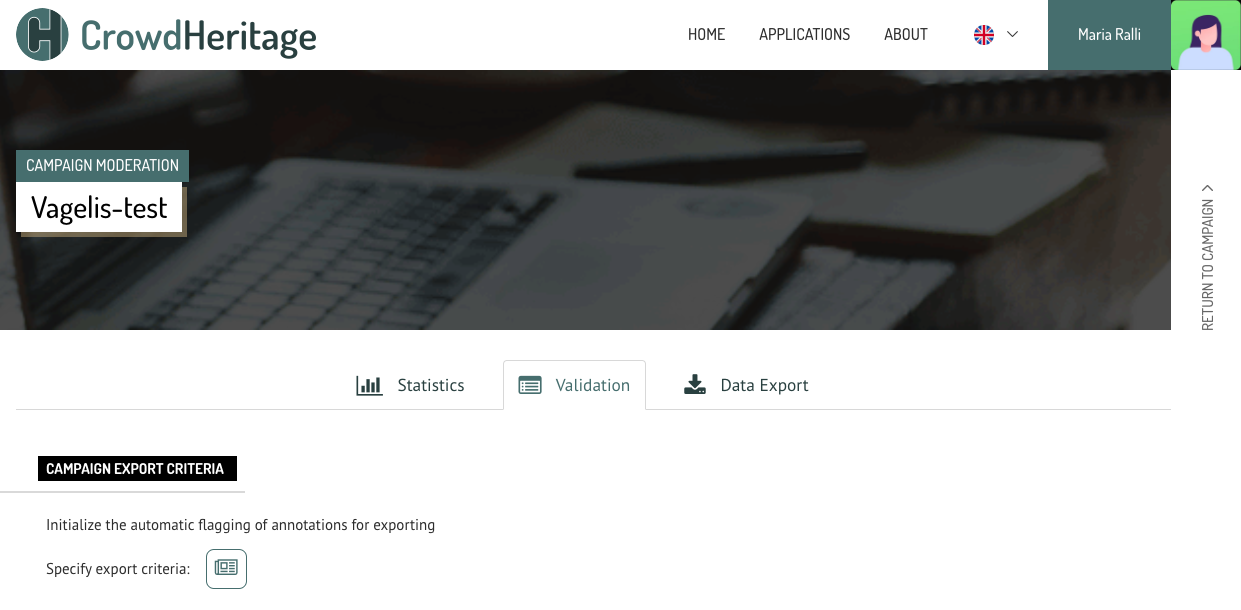 CrowdHeritage
HOME APPLICATIONS ABOUT Maria Ralli
CAMPAIGN MODERATION
Vagelis-test
RETURN TO CAMPAIGN
Statistics Validation Data Export
CAMPAIGN EXPORT CRITERIA
Initialize the automatic flagging of annotations for exporting
Specify export criteria: